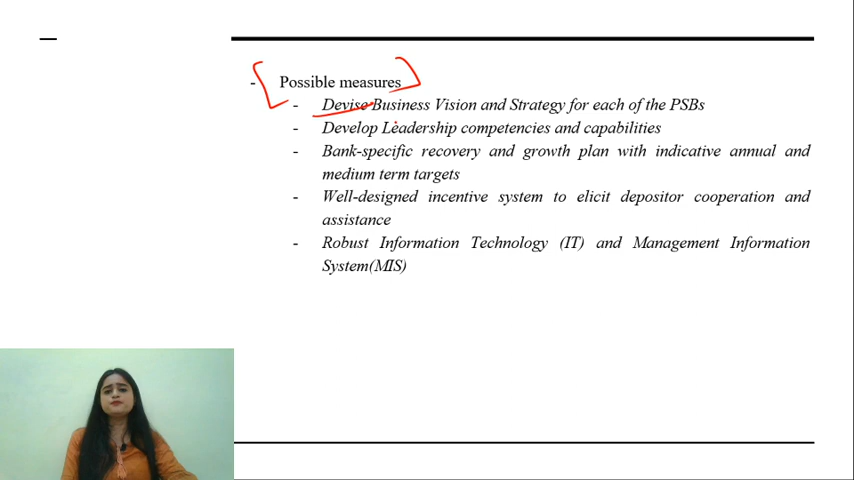 - Possible measures
- Devise Business Vision and Strategy for each of the PSBs
- Develop Leadership competencies and capabilities
- Bank-specific recovery and growth plan with indicative annual and
medium term targets
- Well-designed incentive system to elicit depositor cooperation and
assistance
- Robust Information Technology (IT) and Management Information
System(MIS)